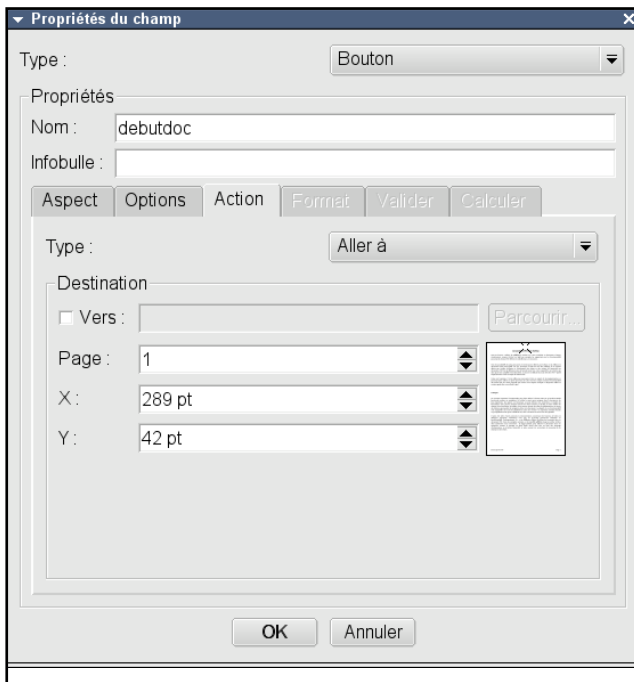 Propriétés du champ
Type : Bouton
Propriétés
Nom : debutdoc
Infobulle :
Aspect Options Action Format Valider Calculer
Type : Aller à
Destination
Vers : Parcourir...
Page : 1
X : 289 pt
Y : 42 pt
OK Annuler